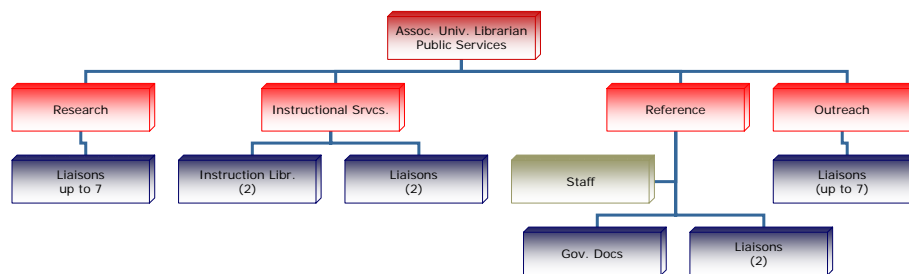 Assoc. Univ. Librarian
Public Services
Research
Instructional Srvcs.
Reference
Outreach
Liaisons
up to 7
Instruction Libr.
(2)
Liaisons
(2)
Staff
Liaisons
(up to 7)
Gov. Docs
Liaisons
(2)